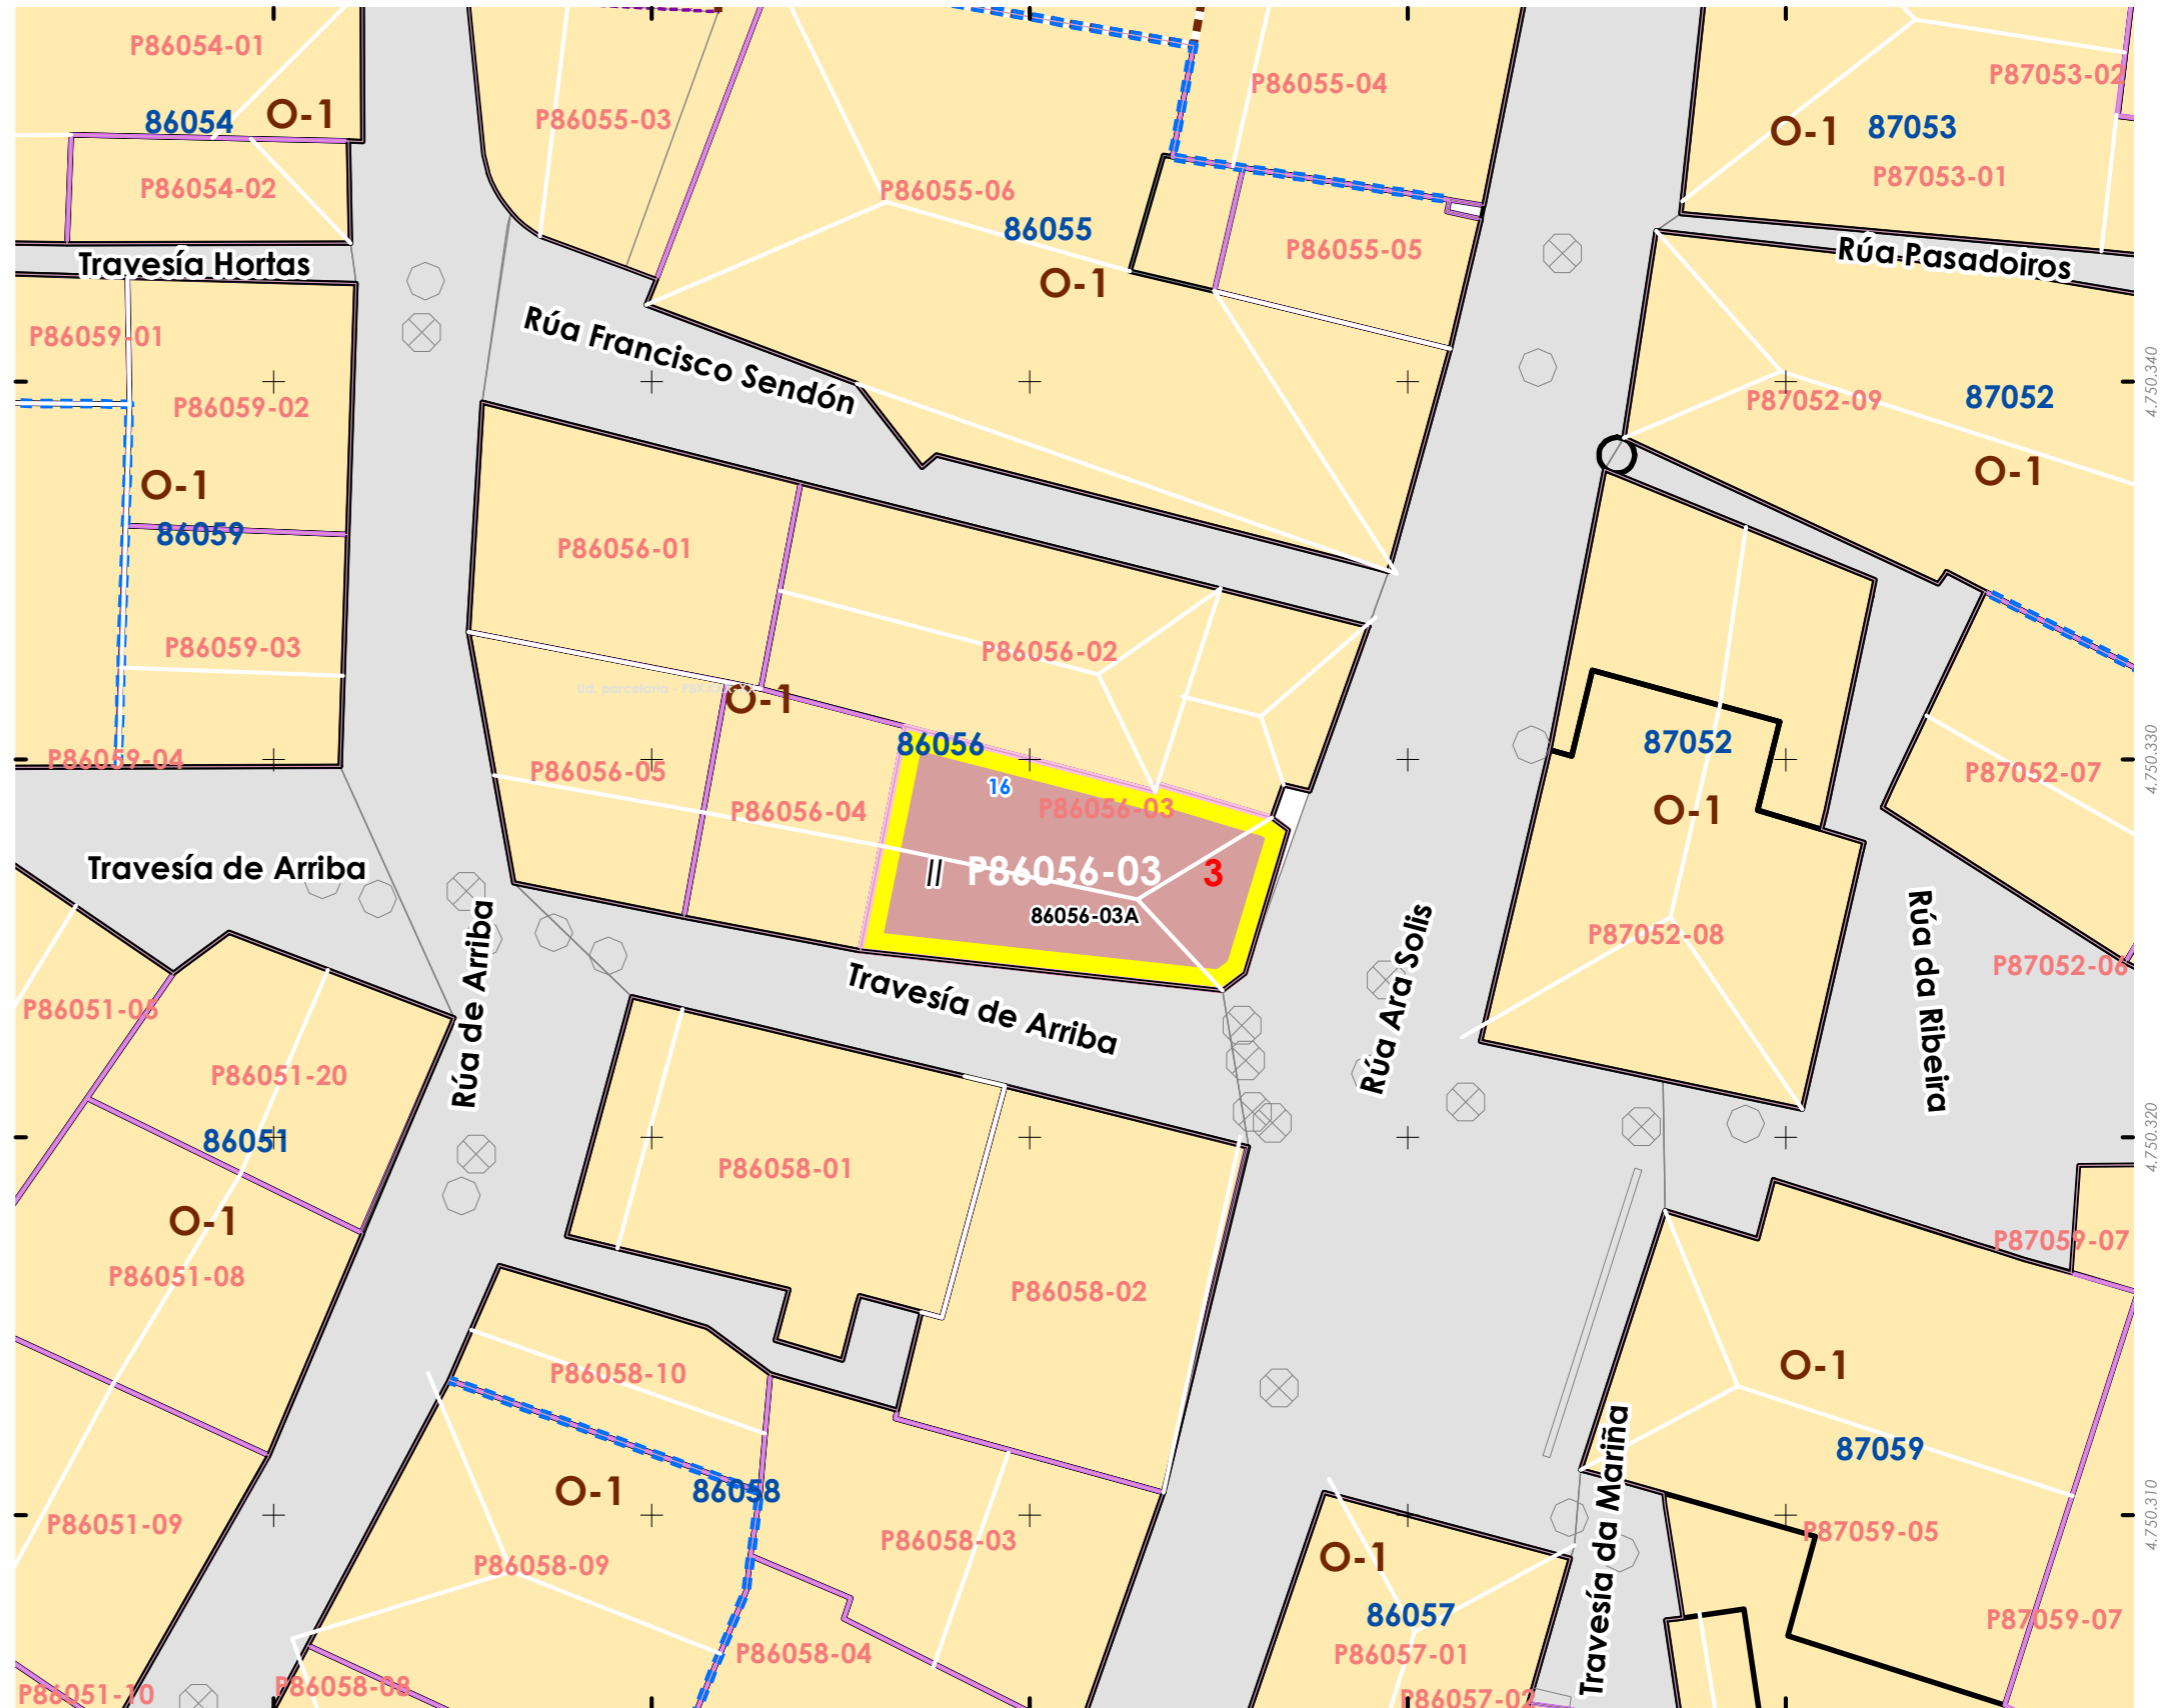 P86054-01
86054
O-1
P86054-02
Travesía Hortas
P86055-03
P86055-04
P86055-06
86055
O-1
P86055-05
P87053-02
O-1
87053
P87053-01
Rúa Pasadoiros
Rúa Francisco Sendón
P86059-01
P86059-02
O-1
86059
P86059-03
P86059-04
P87052-09
87052
O-1
4.750.340
P86056-01
P86056-02
O-1
86056
16
P86056-03
P86056-05
P86056-04
II
P86056-03
3
86056-03A
87052
O-1
P87052-07
4.750.330
P87052-08
P87052-06
Travesía de Arriba
Rúa de Arriba
Travesía de Arriba
Rúa Ara Solis
Rúa da Ribeira
P86051-20
86051
O-1
P86051-08
P86051-09
P86051-10
P86058-01
P86058-02
P86058-10
O-1
86058
P86058-09
P86058-03
P86058-04
P86058-08
4.750.320
P87059-07
O-1
87059
P87059-05
P87059-07
4.750.310
Travesía da Mariña
O-1
86057
P86057-01
P86057-02